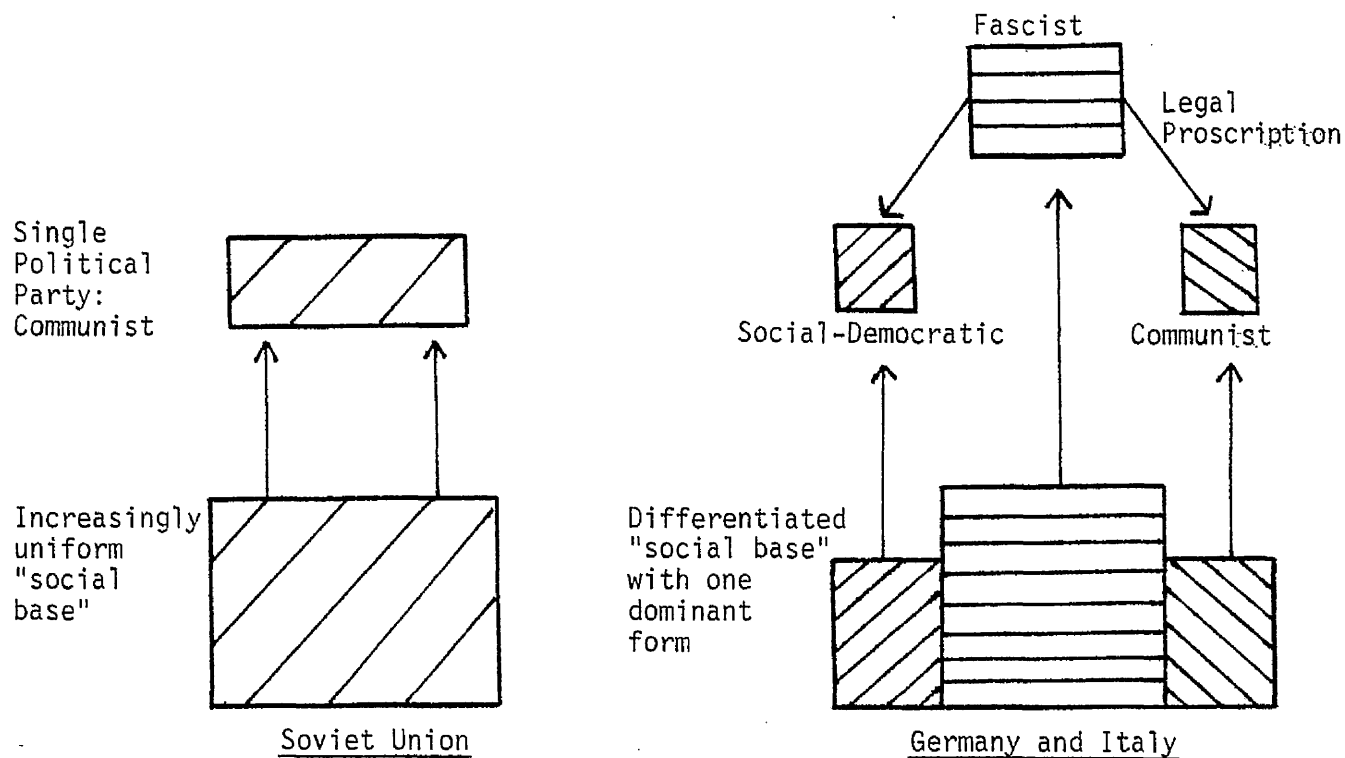 Single
Political
Party:
Communist
Increasingly
uniform
"social
base"
Soviet Union
Fascist
Legal
Proscription
Social-Democratic
Communist
Differentiated
"social base"
with one
dominant
form
Germany and Italy